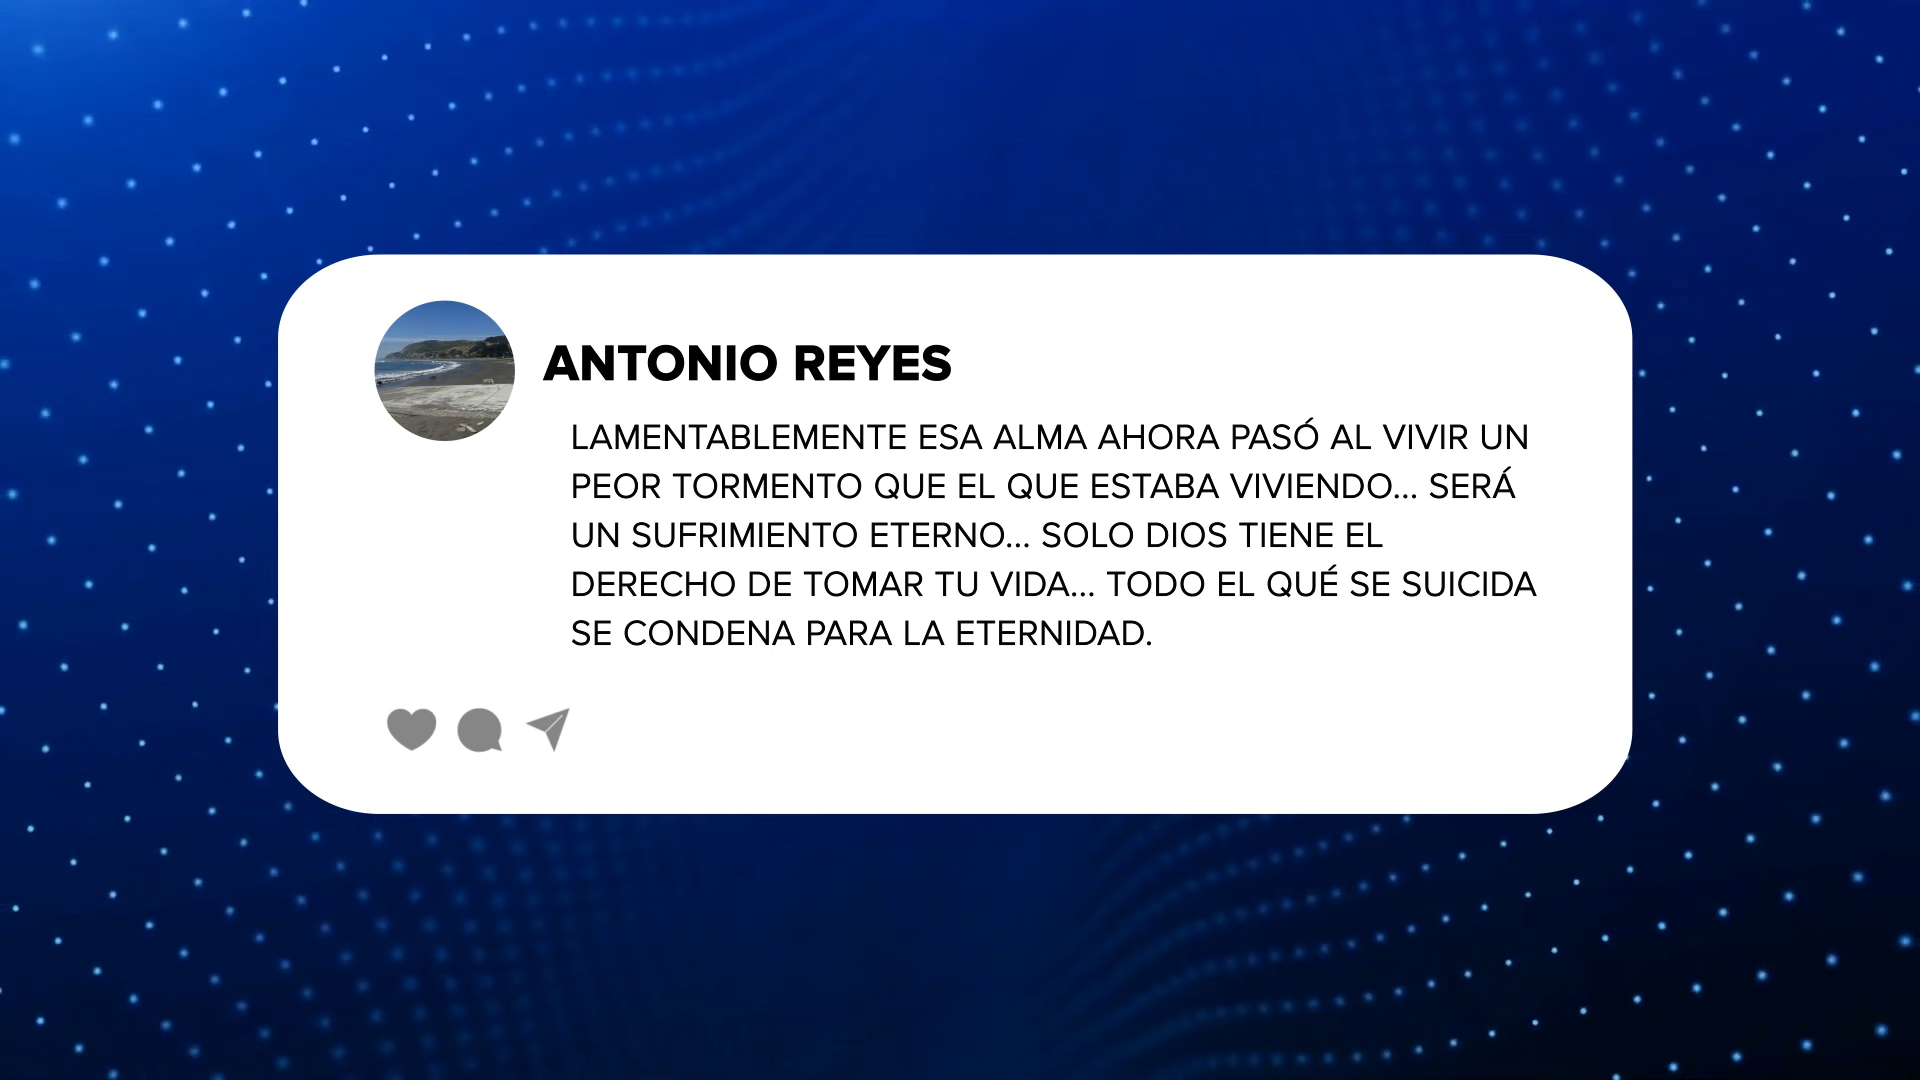 ANTONIO REYES
LAMENTABLEMENTE ESA ALMA AHORA PASÓ AL VIVIR UN
PEOR TORMENTO QUE EL QUE ESTABA VIVIENDO... SERÁ
UN SUFRIMIENTO ETERNO... SOLO DIOS TIENE EL
DERECHO DE TOMAR TU VIDA... TODO EL QUÉ SE SUICIDA
SE CONDENA PARA LA ETERNIDAD.